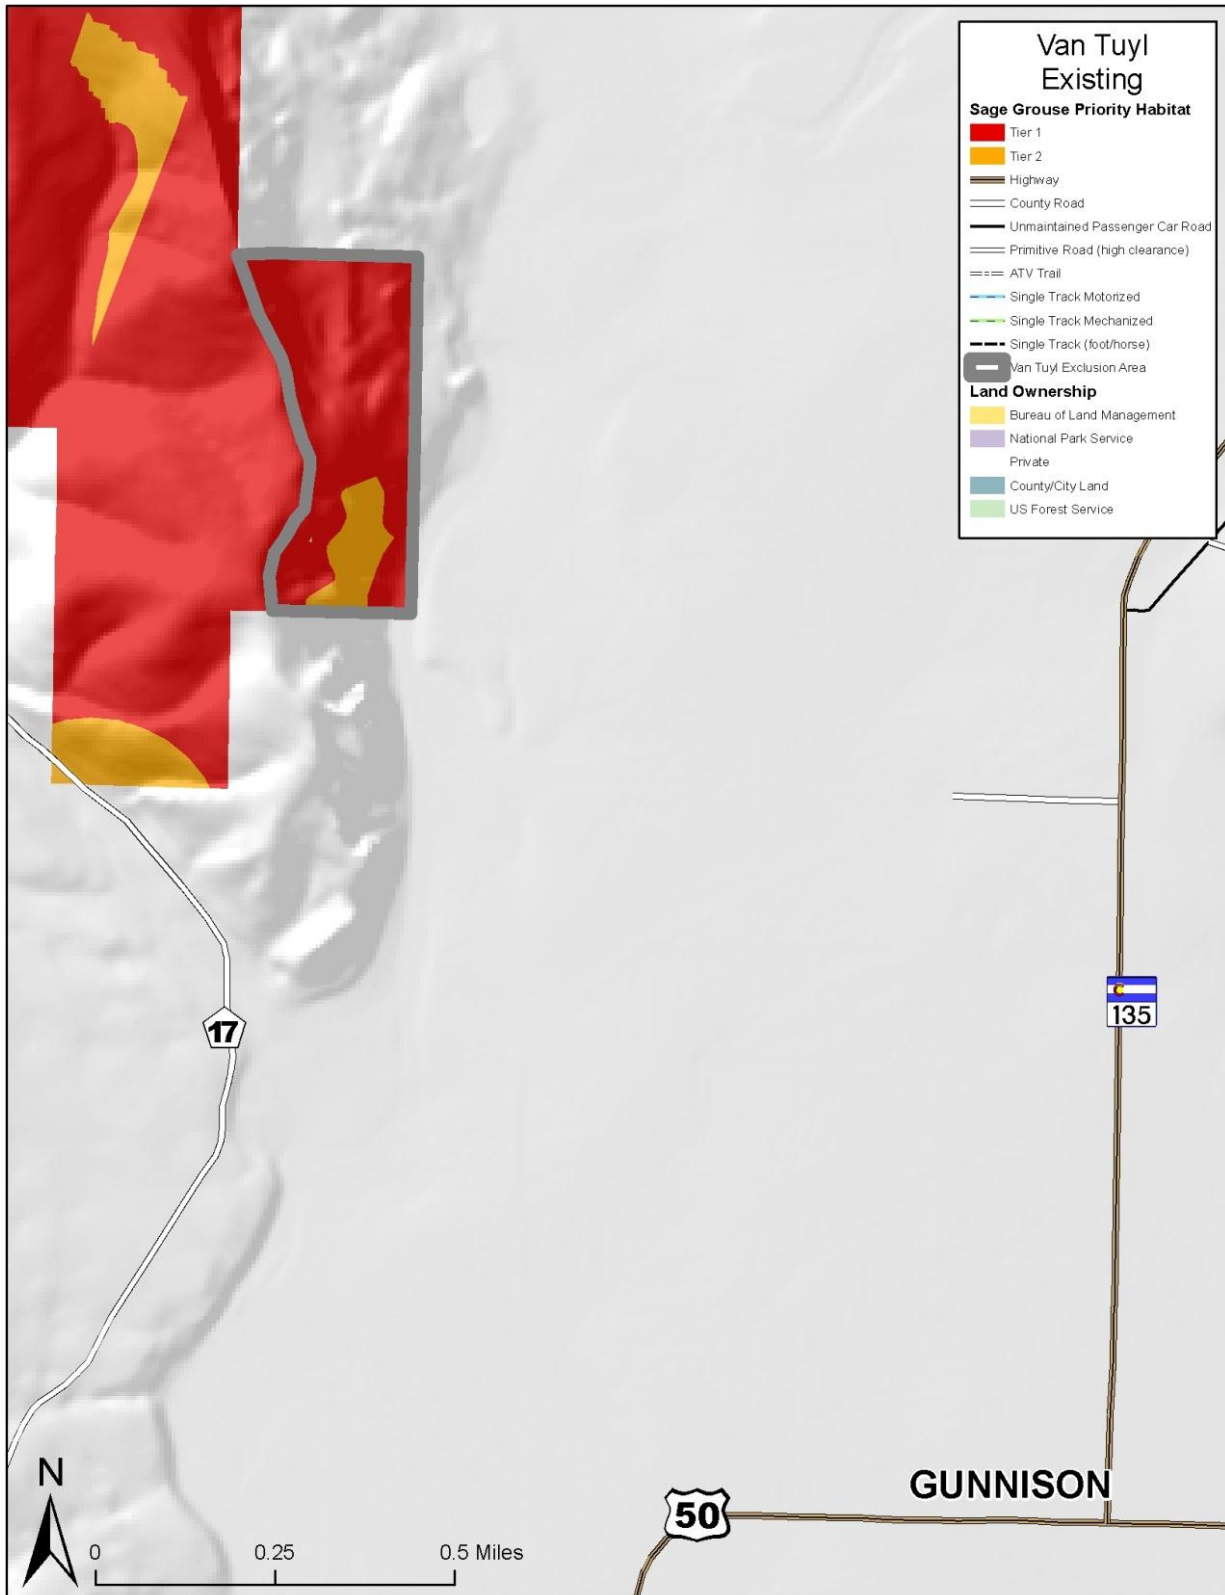 Van Tuyl
Existing
Sage Grouse Priority Habitat
Tier 1
Tier 2
Highway
County Road
Unmaintained Passenger Car Road
Primitive Road (high clearance)
ATV Trail
Single Track Motorized
Single Track Mechanized
Single Track (foot/horse)
Van Tuyl Exclusion Area
Land Ownership
Bureau of Land Management
National Park Service
Private
County/City Land
US Forest Service
135
17
N
GUNNISON
50
0 0.25 0.5 Miles